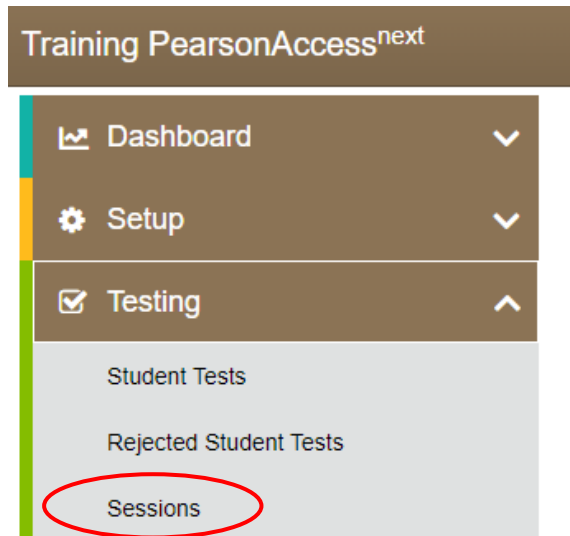 Training PearsonAccessnext
Dashboard
Setup
Testing
Student Tests
Rejected Student Tests
Sessions